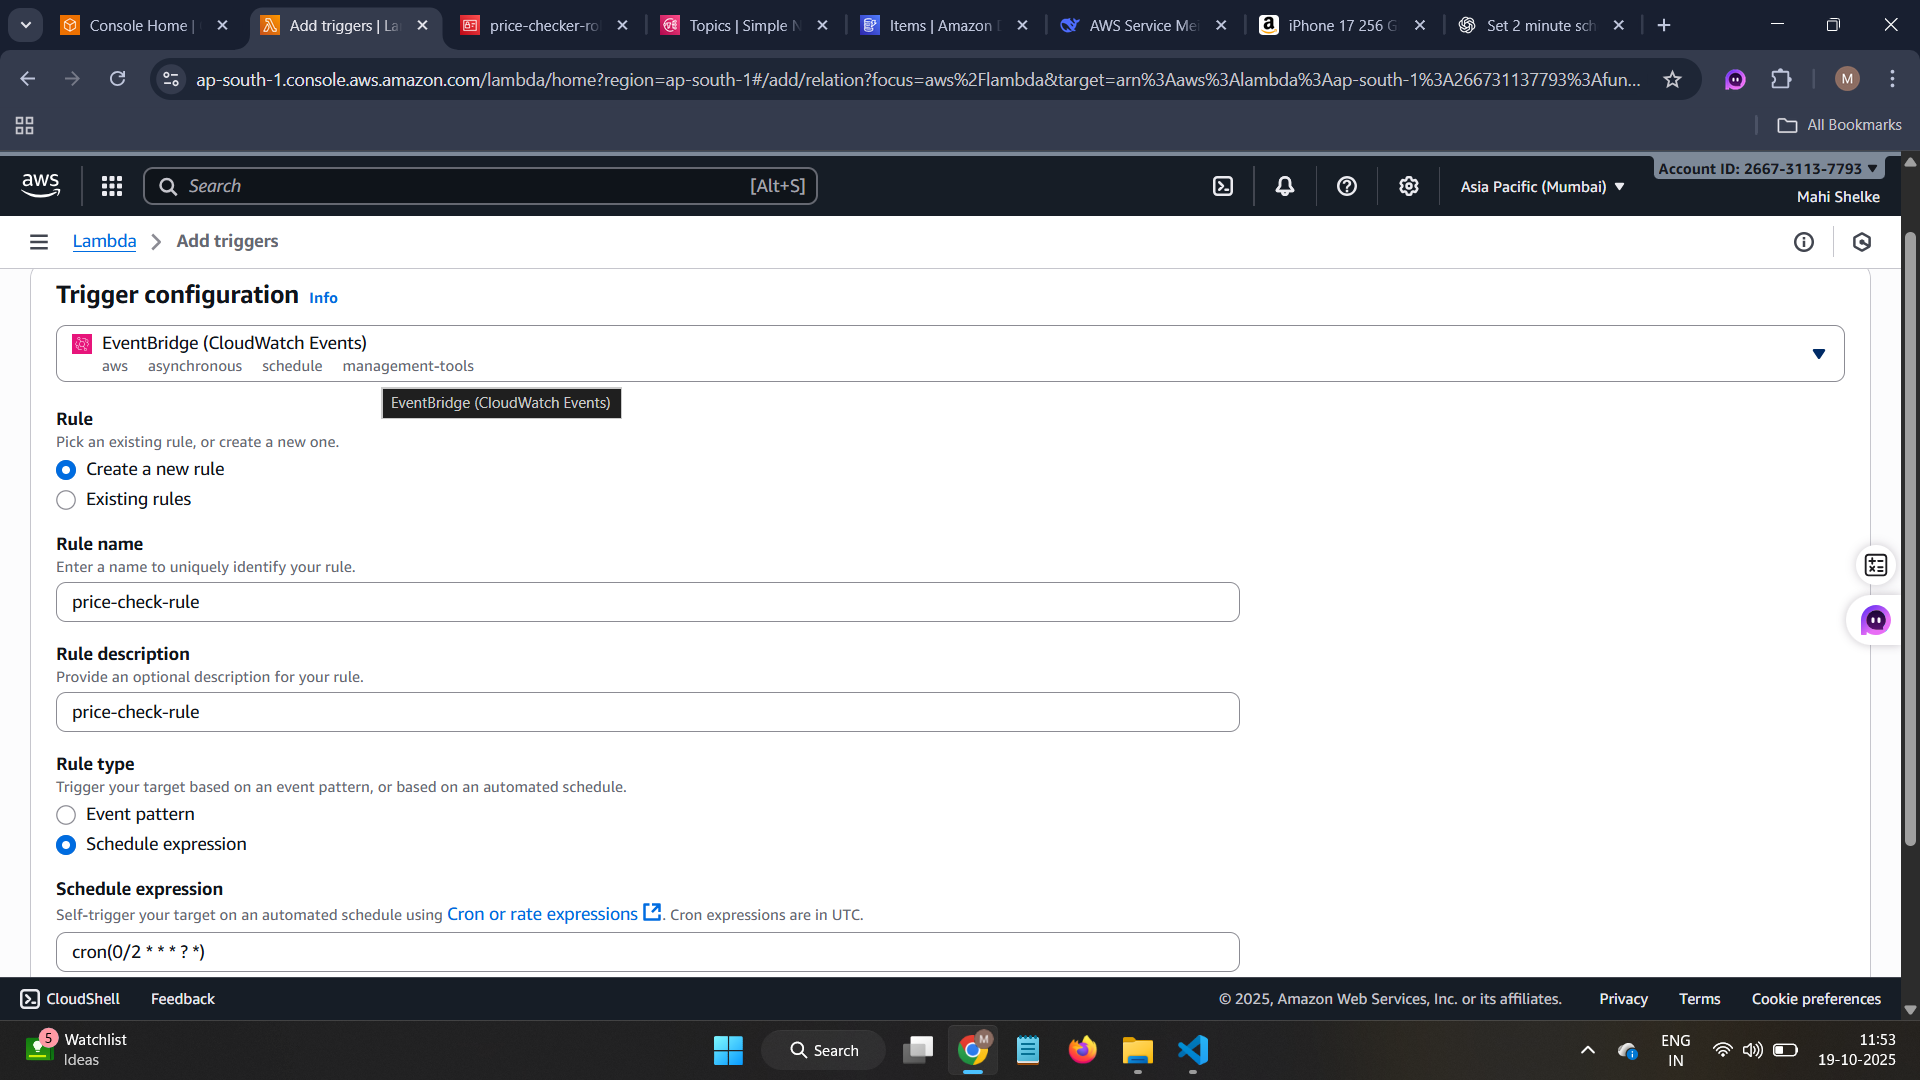 Console Home |
Add triggers | La
price-checker-ro
Topics | Simple N
Items | Amazon D
AWS Service Me
iPhone 17 256 G
Set 2 minute sch
ap-south-1.console.aws.amazon.com/lambda/home?region=ap-south-1#/add/relation?focus=aws%2Flambda&target=arn%3Aaws%3Alambda%3Aap-south-1%3A266731137793%3Afun...
M
All Bookmarks
aws
Search
[Alt+S]
Asia Pacific (Mumbai)
Account ID: 2667-3113-7793
Mahi Shelke
Lambda > Add triggers
Trigger configuration Info
EventBridge (CloudWatch Events)
aws asynchronous schedule management-tools
EventBridge (CloudWatch Events)
Rule
Pick an existing rule, or create a new one.
Create a new rule
Existing rules
Rule name
Enter a name to uniquely identify your rule.
price-check-rule
Rule description
Provide an optional description for your rule.
price-check-rule
Rule type
Trigger your target based on an event pattern, or based on an automated schedule.
Event pattern
Schedule expression
Schedule expression
Self-trigger your target on an automated schedule using Cron or rate expressions. Cron expressions are in UTC.
cron(0/2 * * * ? *)
CloudShell Feedback
© 2025, Amazon Web Services, Inc. or its affiliates. Privacy Terms Cookie preferences
5
Watchlist
Ideas
Search
M
ENG
IN
11:53
19-10-2025